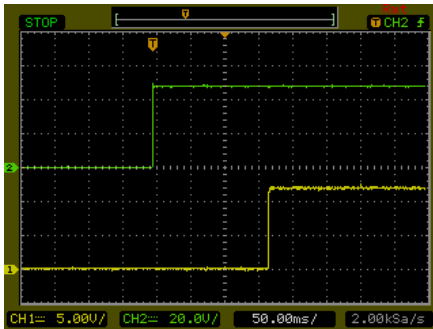 STOP
T
T CH2
T
2
1
CH1= 5.00V/ CH2= 20.0V/ 50.00ms/ 2.00kSa/s